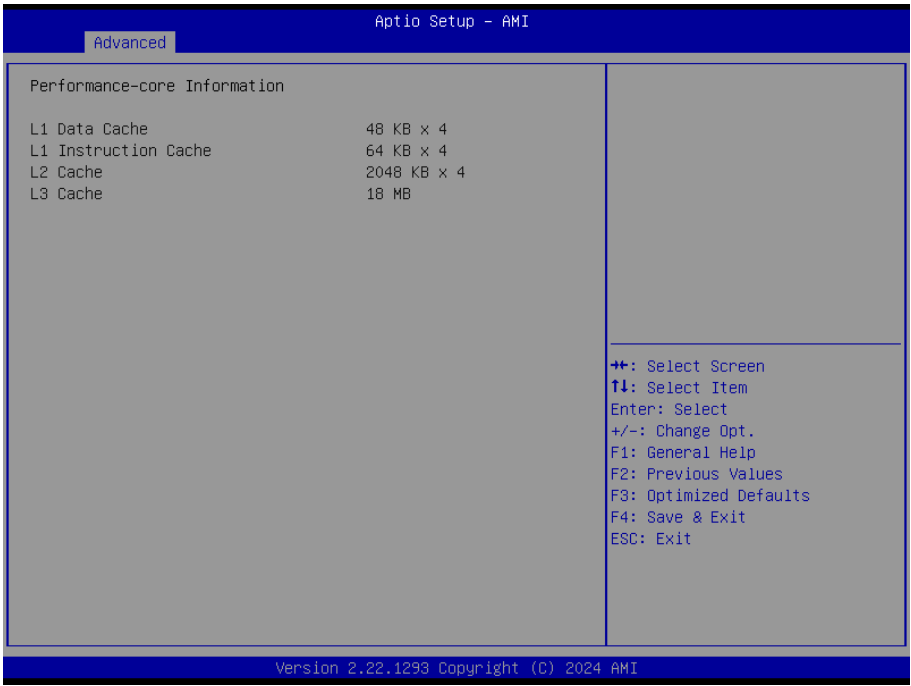 Aptio Setup – AMI
Advanced
Performance-core Information
L1 Data Cache 48 KB x 4
L1 Instruction Cache 64 KB x 4
L2 Cache 2048 KB x 4
L3 Cache 18 MB
→←: Select Screen
↑↓: Select Item
Enter: Select
+/-: Change Opt.
F1: General Help
F2: Previous Values
F3: Optimized Defaults
F4: Save & Exit
ESC: Exit
Version 2.22.1293 Copyright (C) 2024 AMI